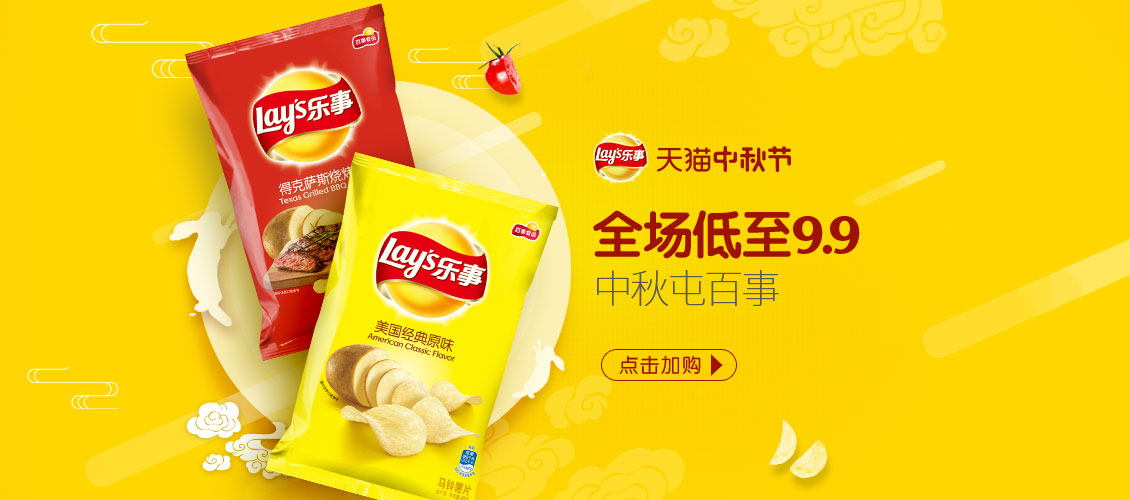 百事食品
Lay's乐事
得克萨斯烧烤
Texas Grilled BBQ
百事食品
Lay's乐事
美国经典原味
American Classic Flavor
马铃薯片
Lay's乐事
天猫中秋节
全场低至9.9
中秋屯百事
点击加购